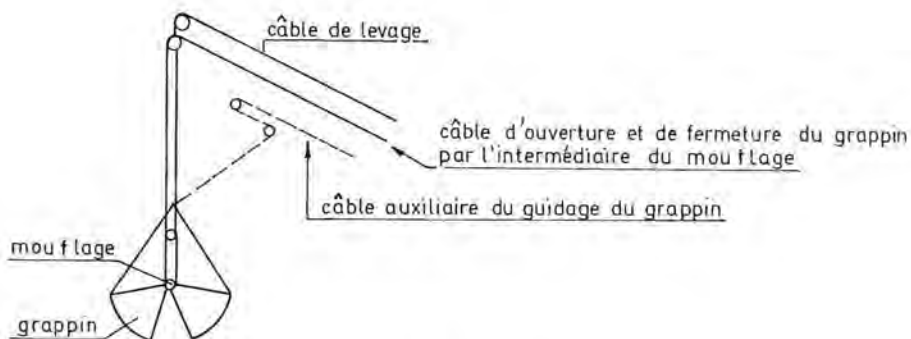 câble de levage
câble d'ouverture et de fermeture du grappin
par l'intermédiaire du mouflage
câble auxiliaire du guidage du grappin
mouflage
grappin